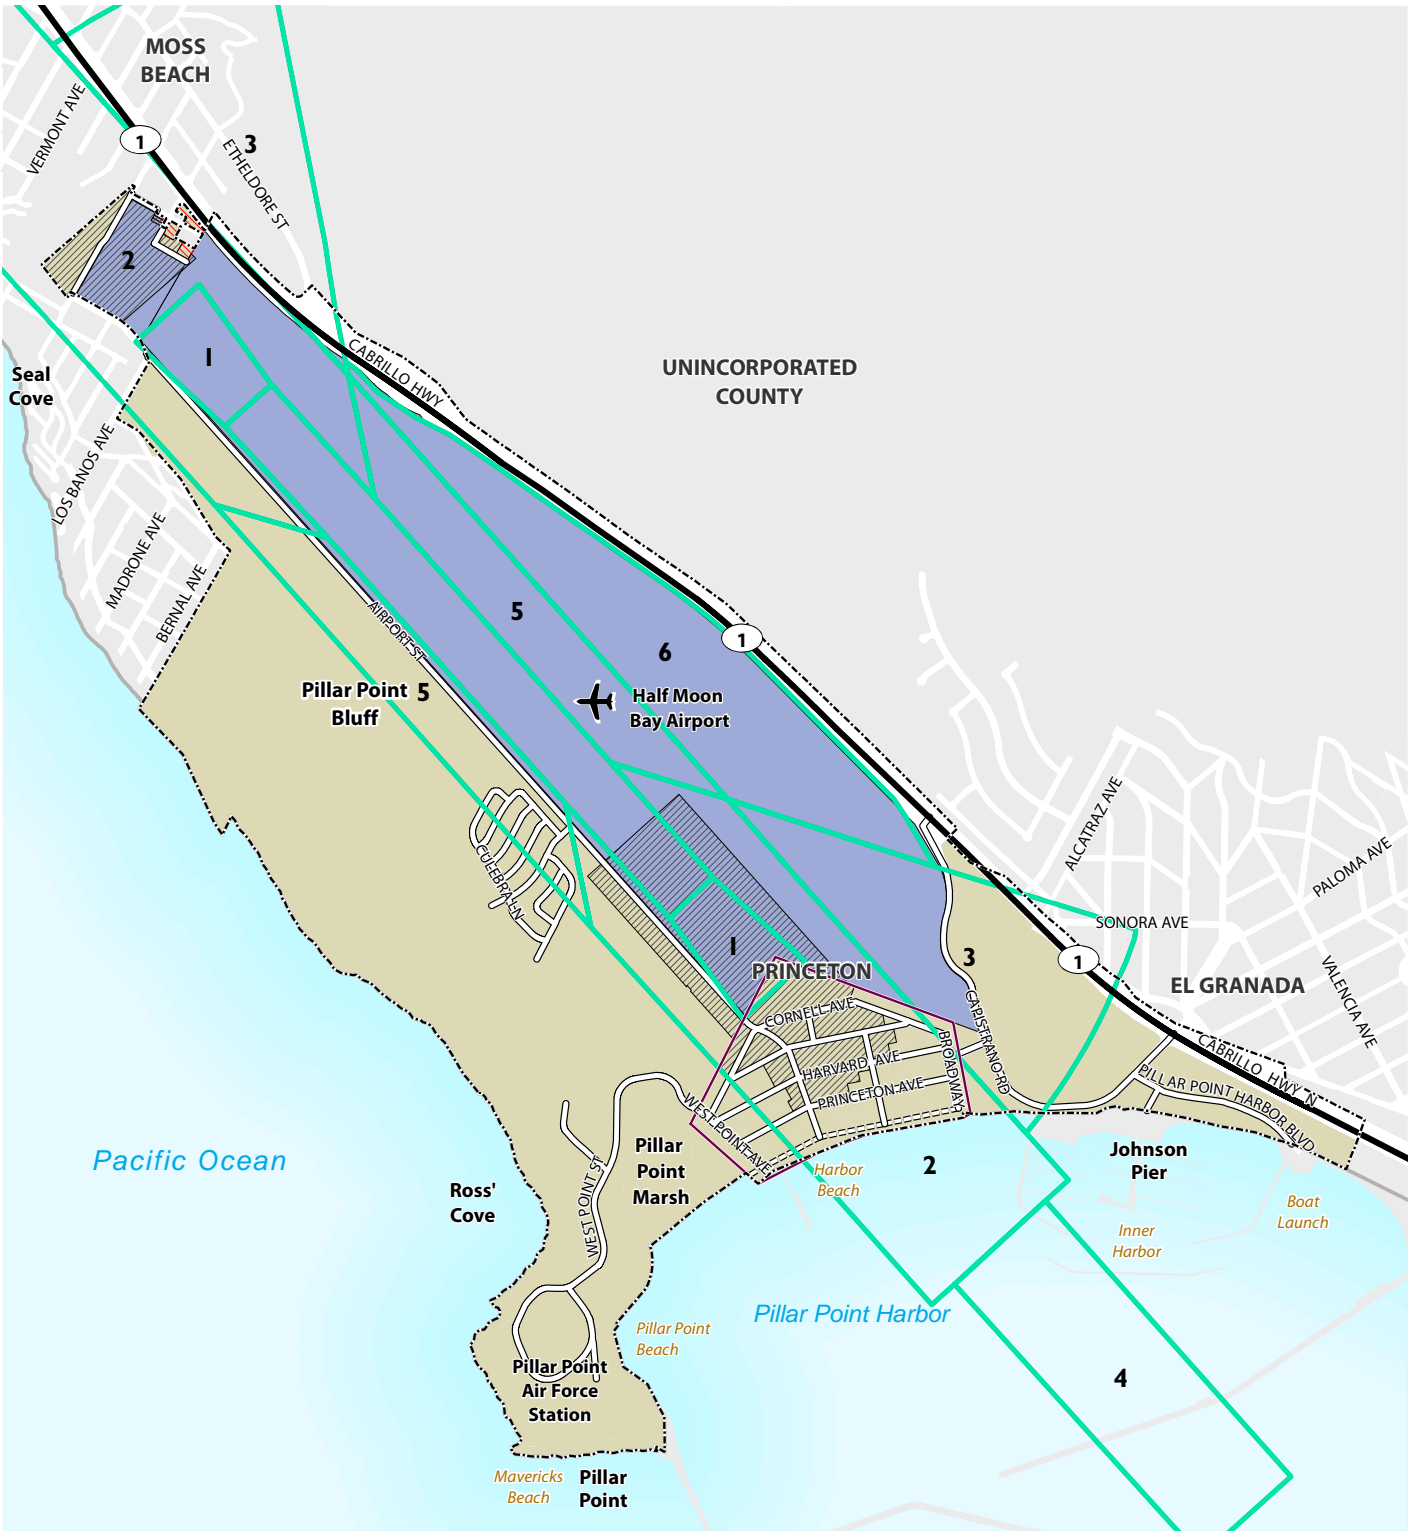 MOSS
BEACH
VERMONT AVE
1
3
ETHELDORE ST
2
I
CABRILLO HWY
UNINCORPORATED
COUNTY
Seal
Cove
LOS BANOS AVE
MADRONE AVE
BERNAL AVE
AIRPORT ST
5
6
1
Pillar Point
Bluff
5
Half Moon
Bay Airport
CULEBRA LN
ALCATRAZ AVE
PALOMA AVE
SONORA AVE
I
PRINCETON
3
1
EL GRANADA
VALENCIA AVE
CORNELL AVE
CAPISTRANO RD
BROADWAY
HARVARD AVE
PRINCETON AVE
CABRILLO HWY N
PILLAR POINT HARBOR BLVD
WEST POINT AVE
Pacific Ocean
Pillar
Point
Marsh
WEST POINT ST
Ross'
Cove
Harbor
Beach
2
Johnson
Pier
Inner
Harbor
Boat
Launch
Pillar Point Harbor
Pillar Point
Beach
Pillar Point
Air Force
Station
4
Mavericks
Beach
Pillar
Point